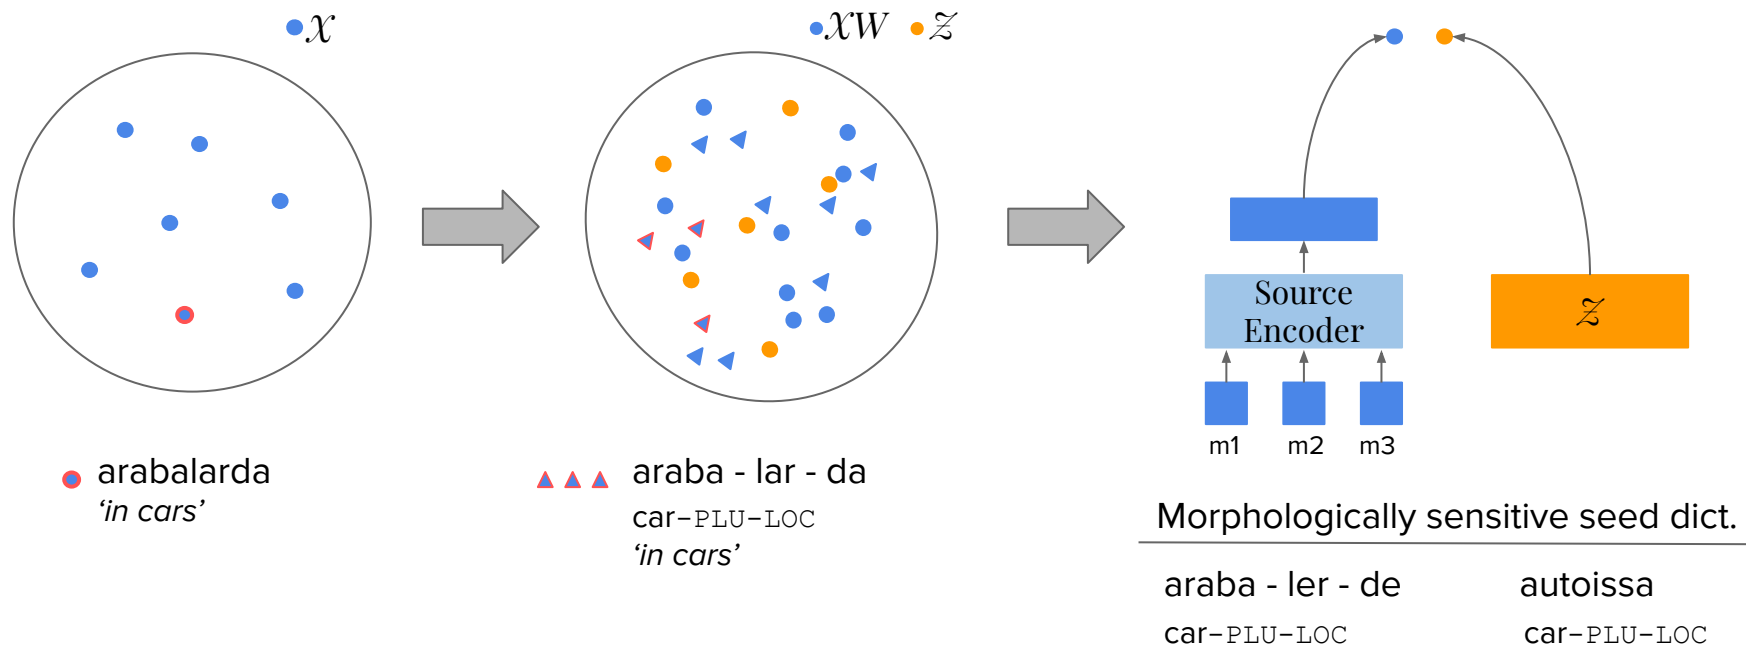 𝒳
𝒳W 𝒵
arabalarda
‘in cars’
araba - lar - da
car-PLU-LOC
‘in cars’
Source
Encoder
𝒵
m1 m2 m3
Morphologically sensitive seed dict.
araba - ler - de autoissa
car-PLU-LOC car-PLU-LOC